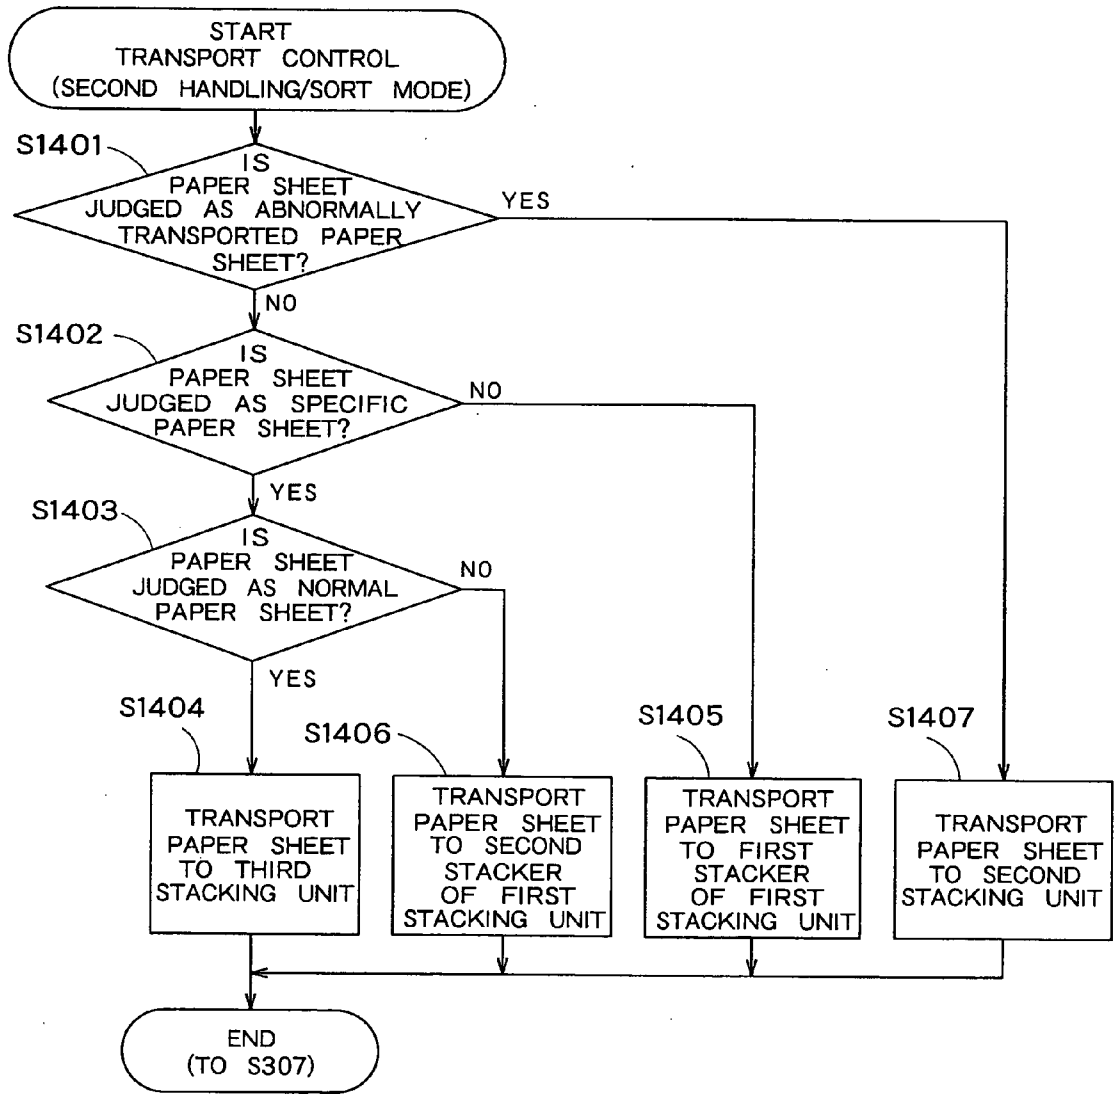 START
TRANSPORT CONTROL
(SECOND HANDLING/SORT MODE)
S1401
IS
PAPER SHEET
JUDGED AS ABNORMALLY
TRANSPORTED PAPER
SHEET?
YES
NO
S1402
IS
PAPER SHEET
JUDGED AS SPECIFIC
PAPER SHEET?
NO
YES
S1403
IS
PAPER SHEET
JUDGED AS NORMAL
PAPER SHEET?
NO
YES
S1404
TRANSPORT
PAPER SHEET
TO THIRD
STACKING UNIT
S1406
TRANSPORT
PAPER SHEET
TO SECOND
STACKER
OF FIRST
STACKING UNIT
S1405
TRANSPORT
PAPER SHEET
TO FIRST
STACKER
OF FIRST
STACKING UNIT
S1407
TRANSPORT
PAPER SHEET
TO SECOND
STACKING UNIT
END
(TO S307)